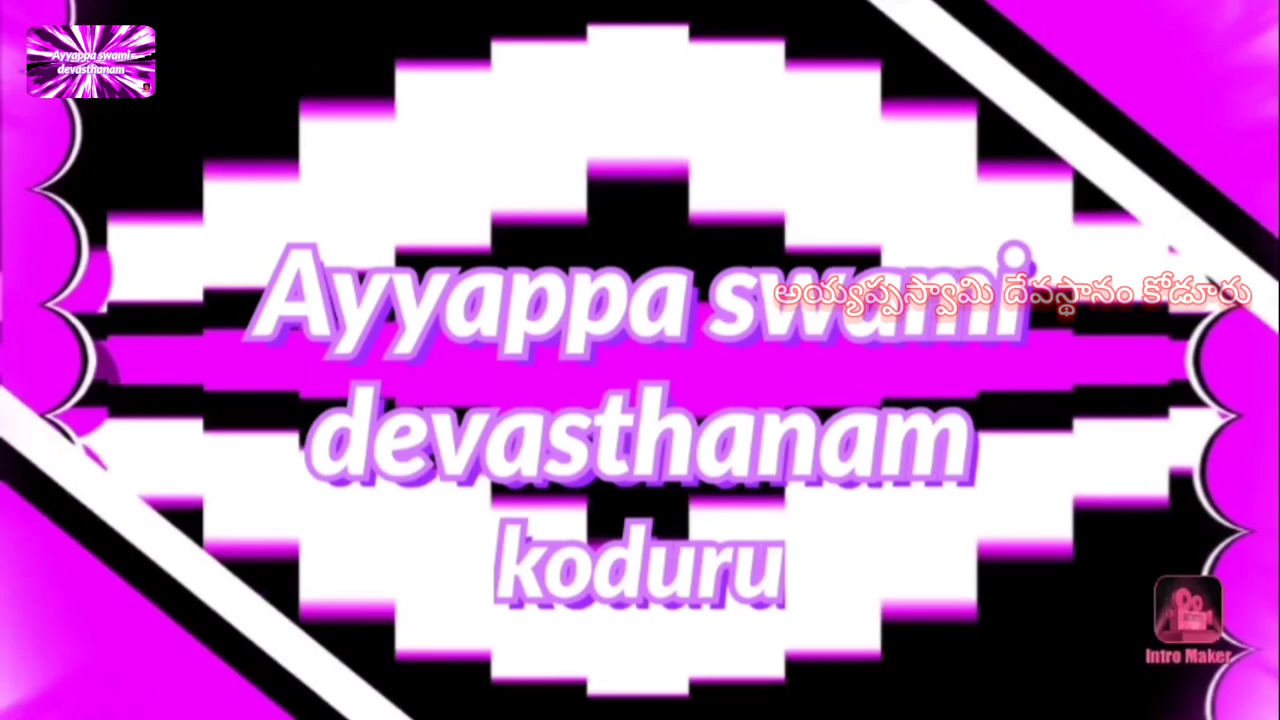 Ayyappa swami
devasthanam
Ayyappa swami
అయ్యప్పస్వామి దేవస్థానం కోడూరు
devasthanam
koduru
Intro Maker